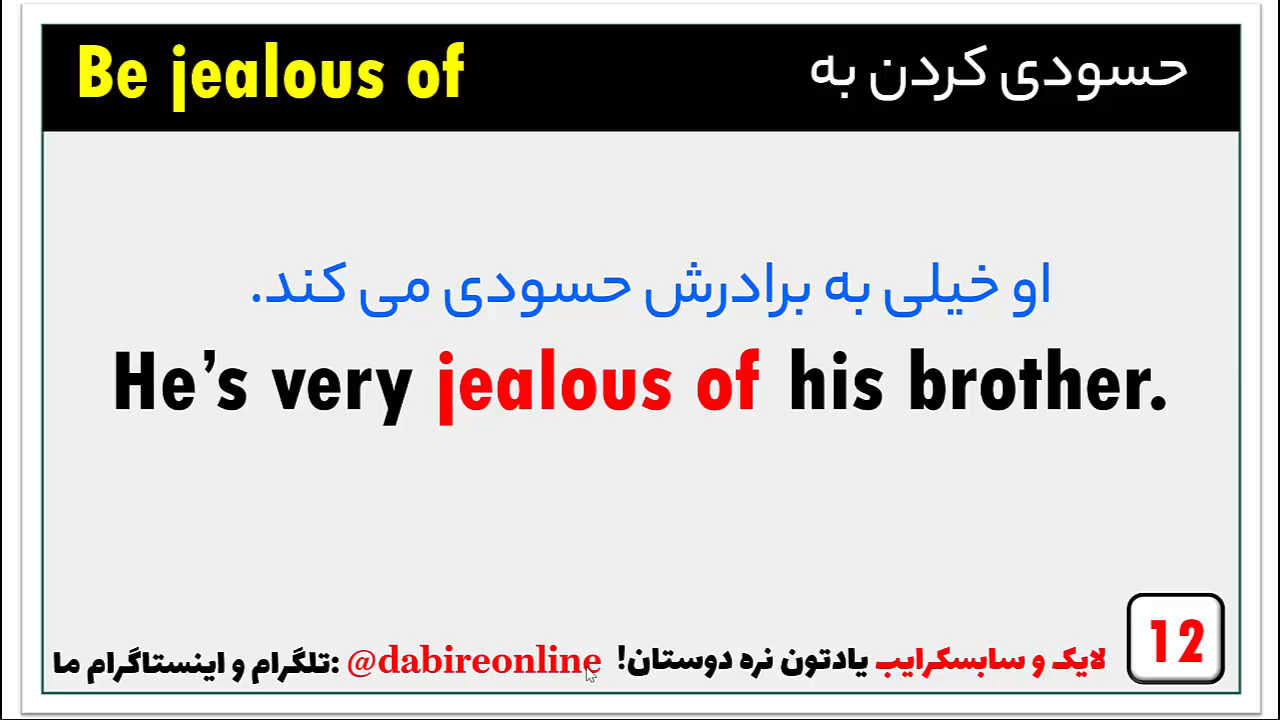 Be jealous of
حسودی کردن به
او خیلی به برادرش حسودی می کند.
He’s very jealous of his brother.
12
لایک و سابسکرایب یادتون نره دوستان!
تلگرام و اینستاگرام ما: @dabireonline